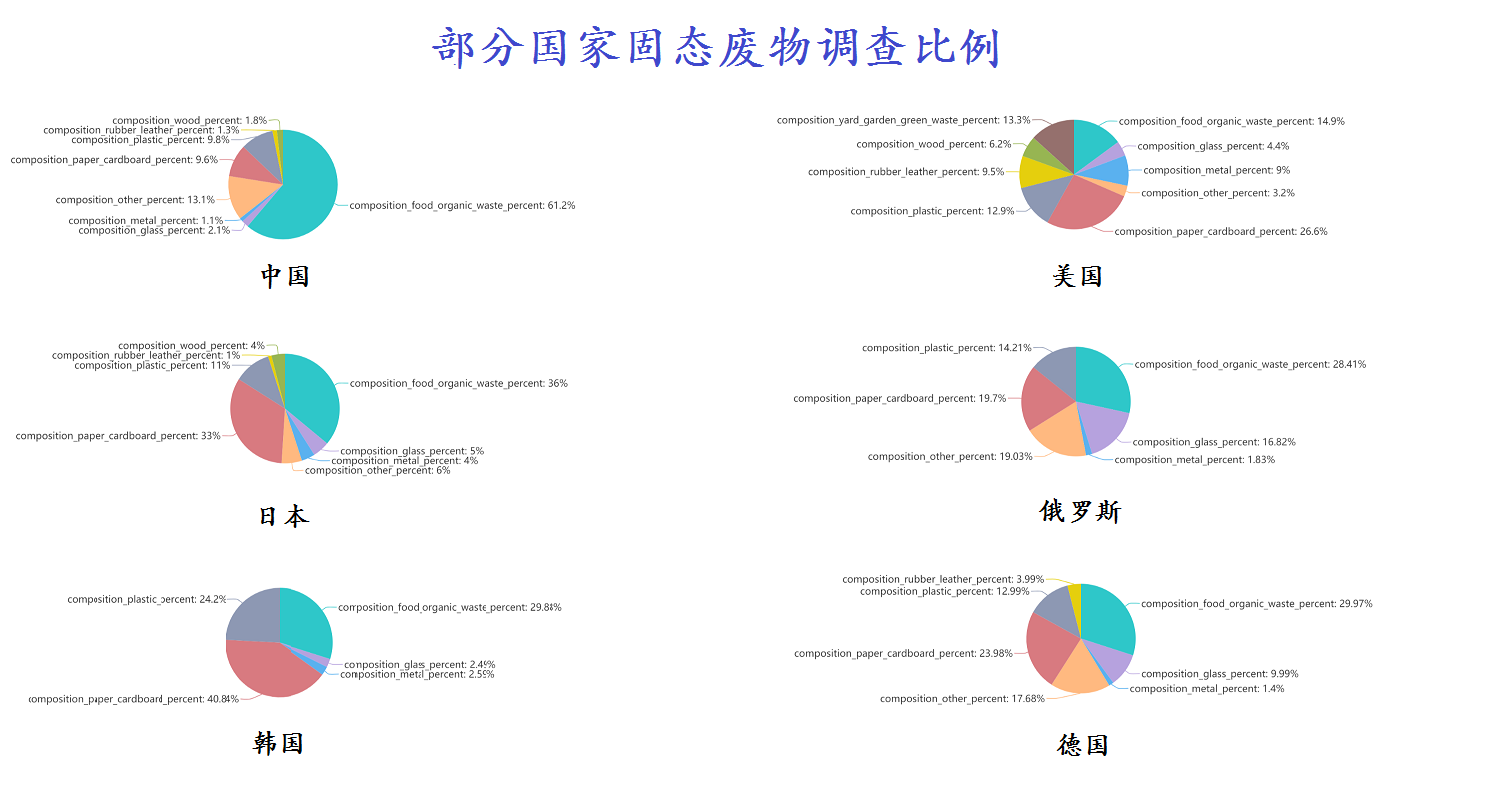 部分国家固态废物调查比例
composition_wood_percent: 1.8%
composition_rubber_leather_percent: 1.3%
composition_plastic_percent: 9.8%
composition_paper_cardboard_percent: 9.6%
composition_other_percent: 13.1%
composition_metal_percent: 1.1%
composition_glass_percent: 2.1%
composition_food_organic_waste_percent: 61.2%
中国
composition_yard_garden_green_waste_percent: 13.3%
composition_wood_percent: 6.2%
composition_rubber_leather_percent: 9.5%
composition_plastic_percent: 12.9%
composition_food_organic_waste_percent: 14.9%
composition_glass_percent: 4.4%
composition_metal_percent: 9%
composition_other_percent: 3.2%
composition_paper_cardboard_percent: 26.6%
美国
composition_wood_percent: 4%
composition_rubber_leather_percent: 1%
composition_plastic_percent: 11%
composition_paper_cardboard_percent: 33%
composition_food_organic_waste_percent: 36%
composition_glass_percent: 5%
composition_metal_percent: 4%
composition_other_percent: 6%
日本
composition_plastic_percent: 14.21%
composition_paper_cardboard_percent: 19.7%
composition_other_percent: 19.03%
composition_food_organic_waste_percent: 28.41%
composition_glass_percent: 16.82%
composition_metal_percent: 1.83%
俄罗斯
composition_plastic_percent: 24.2%
composition_paper_cardboard_percent: 40.84%
composition_food_organic_waste_percent: 29.84%
composition_glass_percent: 2.49%
composition_metal_percent: 2.59%
韩国
composition_rubber_leather_percent: 3.99%
composition_plastic_percent: 12.99%
composition_paper_cardboard_percent: 23.98%
composition_other_percent: 17.68%
composition_food_organic_waste_percent: 29.97%
composition_glass_percent: 9.99%
composition_metal_percent: 1.4%
德国